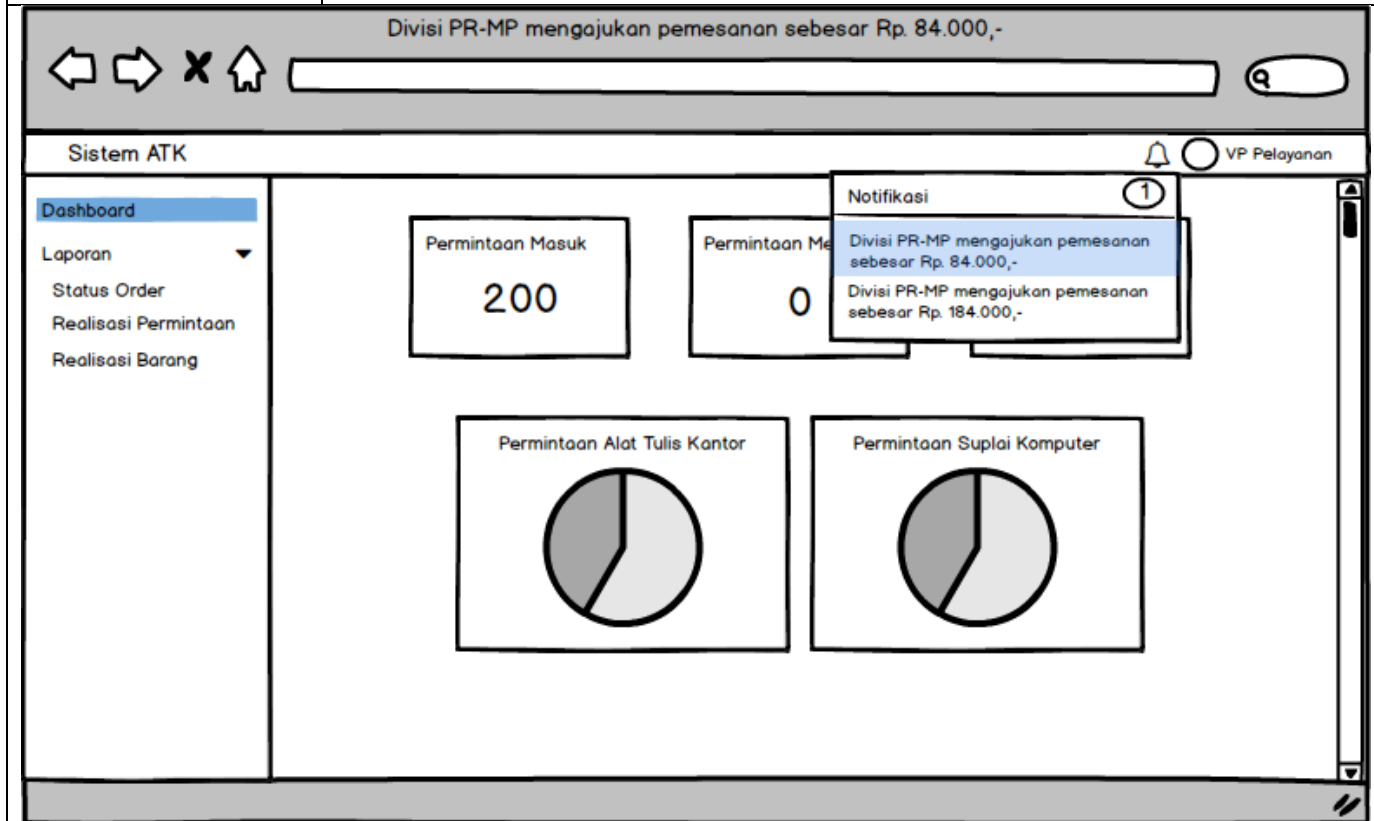 Divisi PR-MP mengajukan pemesanan sebesar Rp. 84.000,-
Sistem ATK
VP Pelayanan
Dashboard
Laporan
Status Order
Realisasi Permintaan
Realisasi Barang
Permintaan Masuk
200
Permintaan Me
0
Notifikasi
1
Divisi PR-MP mengajukan pemesanan
sebesar Rp. 84.000,-
Divisi PR-MP mengajukan pemesanan
sebesar Rp. 184.000,-
Permintaan Alat Tulis Kantor
Permintaan Suplai Komputer